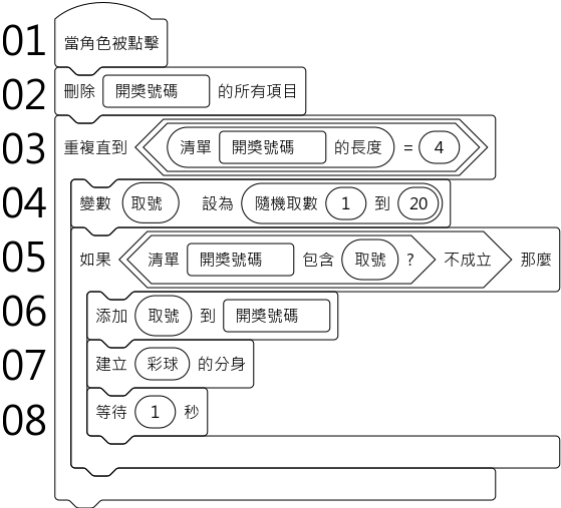 01 當角色被點擊
02 刪除 開獎號碼 的所有項目
03 重複直到 清單 開獎號碼 的長度 = 4
04 變數 取號 設為 隨機取數 1 到 20
05 如果 清單 開獎號碼 包含 取號 ? 不成立 那麼
06 添加 取號 到 開獎號碼
07 建立 彩球 的分身
08 等待 1 秒